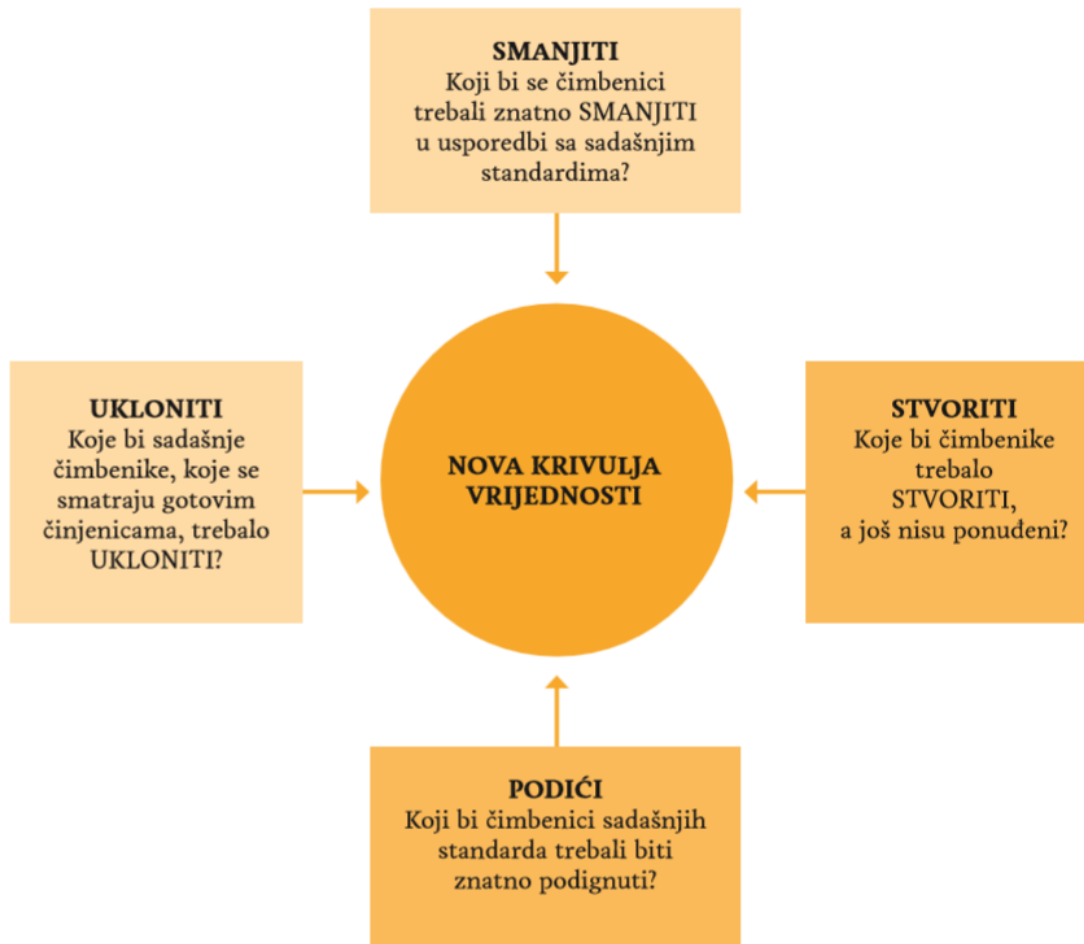 SMANJITI
Koji bi se čimbenici
trebali znatno SMANJITI
u usporedbi sa sadašnjim
standardima?
UKLONITI
Koje bi sadašnje
čimbenike, koje se
smatraju gotovim
činjenicama, trebalo
UKLONITI?
NOVA KRIVULJA
VRIJEDNOSTI
STVORITI
Koje bi čimbenike
trebalo
STVORITI,
a još nisu ponuđeni?
PODIĆI
Koji bi čimbenici sadašnjih
standarda trebali biti
znatno podignuti?